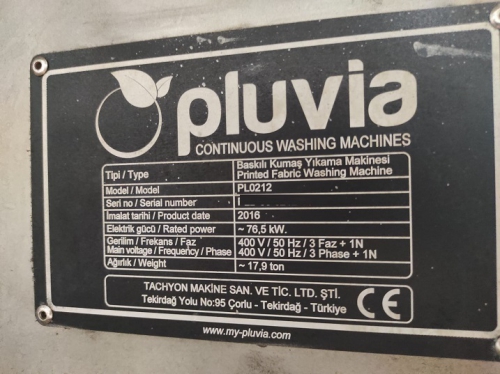 pluvia
CONTINUOUS WASHING MACHINES
Tipi / Type Baskılı Kumaş Yıkama Makinesi
Printed Fabric Washing Machine
Model / Model PL0212
Seri no / Serial number
İmalat tarihi / Product date 2016
Elektrik gücü / Rated power ~ 76,5 kW.
Gerilim / Frekans / Faz 400 V / 50 Hz / 3 Faz + 1N
Main voltage / Frequency / Phase 400 V / 50 Hz / 3 Phase + 1N
Ağırlık / Weight ~ 17,9 ton
TACHYON MAKİNE SAN. VE TİC. LTD. ŞTİ.
Tekirdağ Yolu No:95 Çorlu - Tekirdağ - Türkiye
CE
www.my-pluvia.com